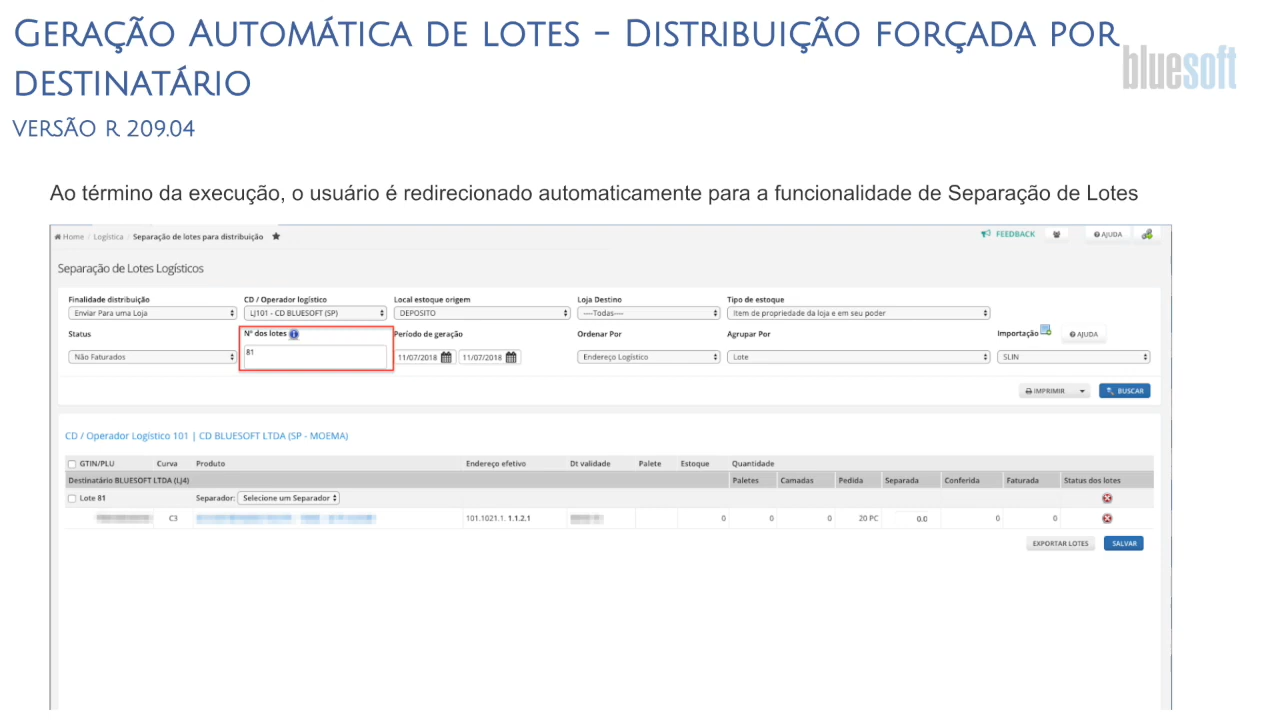 Geração Automática de lotes - Distribuição forçada por
destinatário
bluesoft
versão R 209.04
Ao término da execução, o usuário é redirecionado automaticamente para a funcionalidade de Separação de Lotes
Home / Logística / Separação de lotes para distribuição
FEEDBACK
AJUDA
Separação de Lotes Logísticos
Finalidade distribuição CD / Operador logístico Local estoque origem Loja Destino Tipo de estoque
Enviar Para uma Loja LJ101 - CD BLUESOFT (SP) DEPOSITO ----Todas---- Item de propriedade da loja e em seu poder
Status Nº dos lotes Período de geração Ordenar Por Agrupar Por Importação AJUDA
Não Faturados 81 11/07/2018 11/07/2018 Endereço Logístico Lote SLIN
IMPRIMIR BUSCAR
CD / Operador Logístico 101 | CD BLUESOFT LTDA (SP - MOEMA)
GTIN/PLU Curva Produto Endereço efetivo Dt validade Palete Estoque Quantidade
Destinatário BLUESOFT LTDA (LJ4) Paletes Camadas Pedida Separada Conferida Faturada Status dos lotes
Lote 81 Separador: Selecione um Separador
C3 101.1021.1. 1.1.2.1 0 0 0 20 PC 0.0 0 0
EXPORTAR LOTES SALVAR